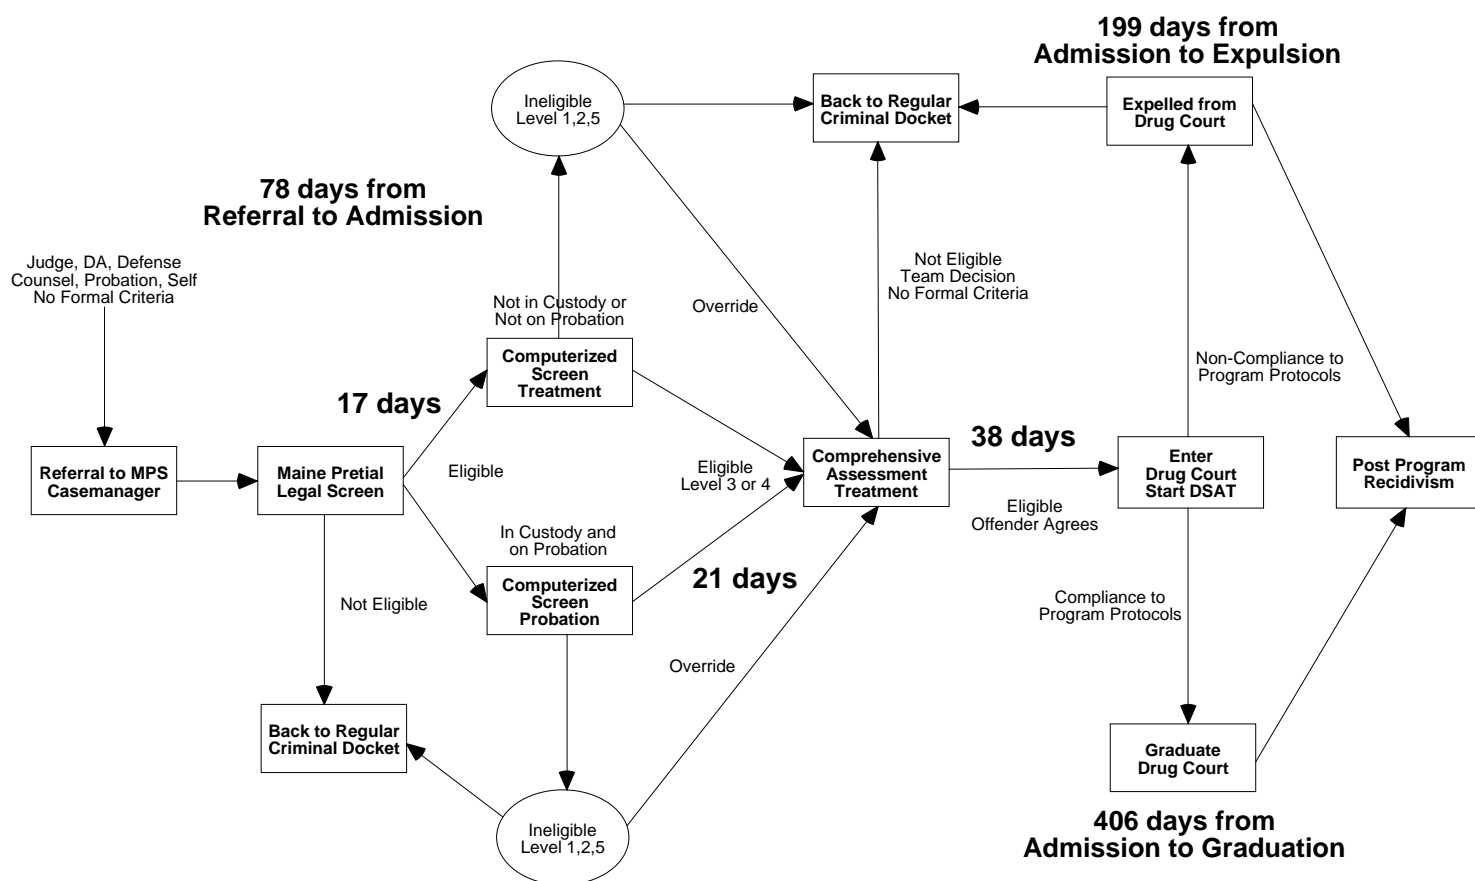 199 days from
Admission to Expulsion
Ineligible
Level 1,2,5
Back to Regular
Criminal Docket
Expelled from
Drug Court
78 days from
Referral to Admission
Judge, DA, Defense
Counsel, Probation, Self
No Formal Criteria
Not Eligible
Team Decision
No Formal Criteria
Not in Custody or
Not on Probation
Override
Computerized
Screen
Treatment
Non-Compliance to
Program Protocols
17 days
38 days
Referral to MPS
Casemanager
Maine Pretial
Legal Screen
Eligible
Eligible
Level 3 or 4
Comprehensive
Assessment
Treatment
Enter
Drug Court
Start DSAT
Post Program
Recidivism
Eligible
Offender Agrees
In Custody and
on Probation
21 days
Computerized
Screen
Probation
Not Eligible
Compliance to
Program Protocols
Override
Back to Regular
Criminal Docket
Graduate
Drug Court
Ineligible
Level 1,2,5
406 days from
Admission to Graduation